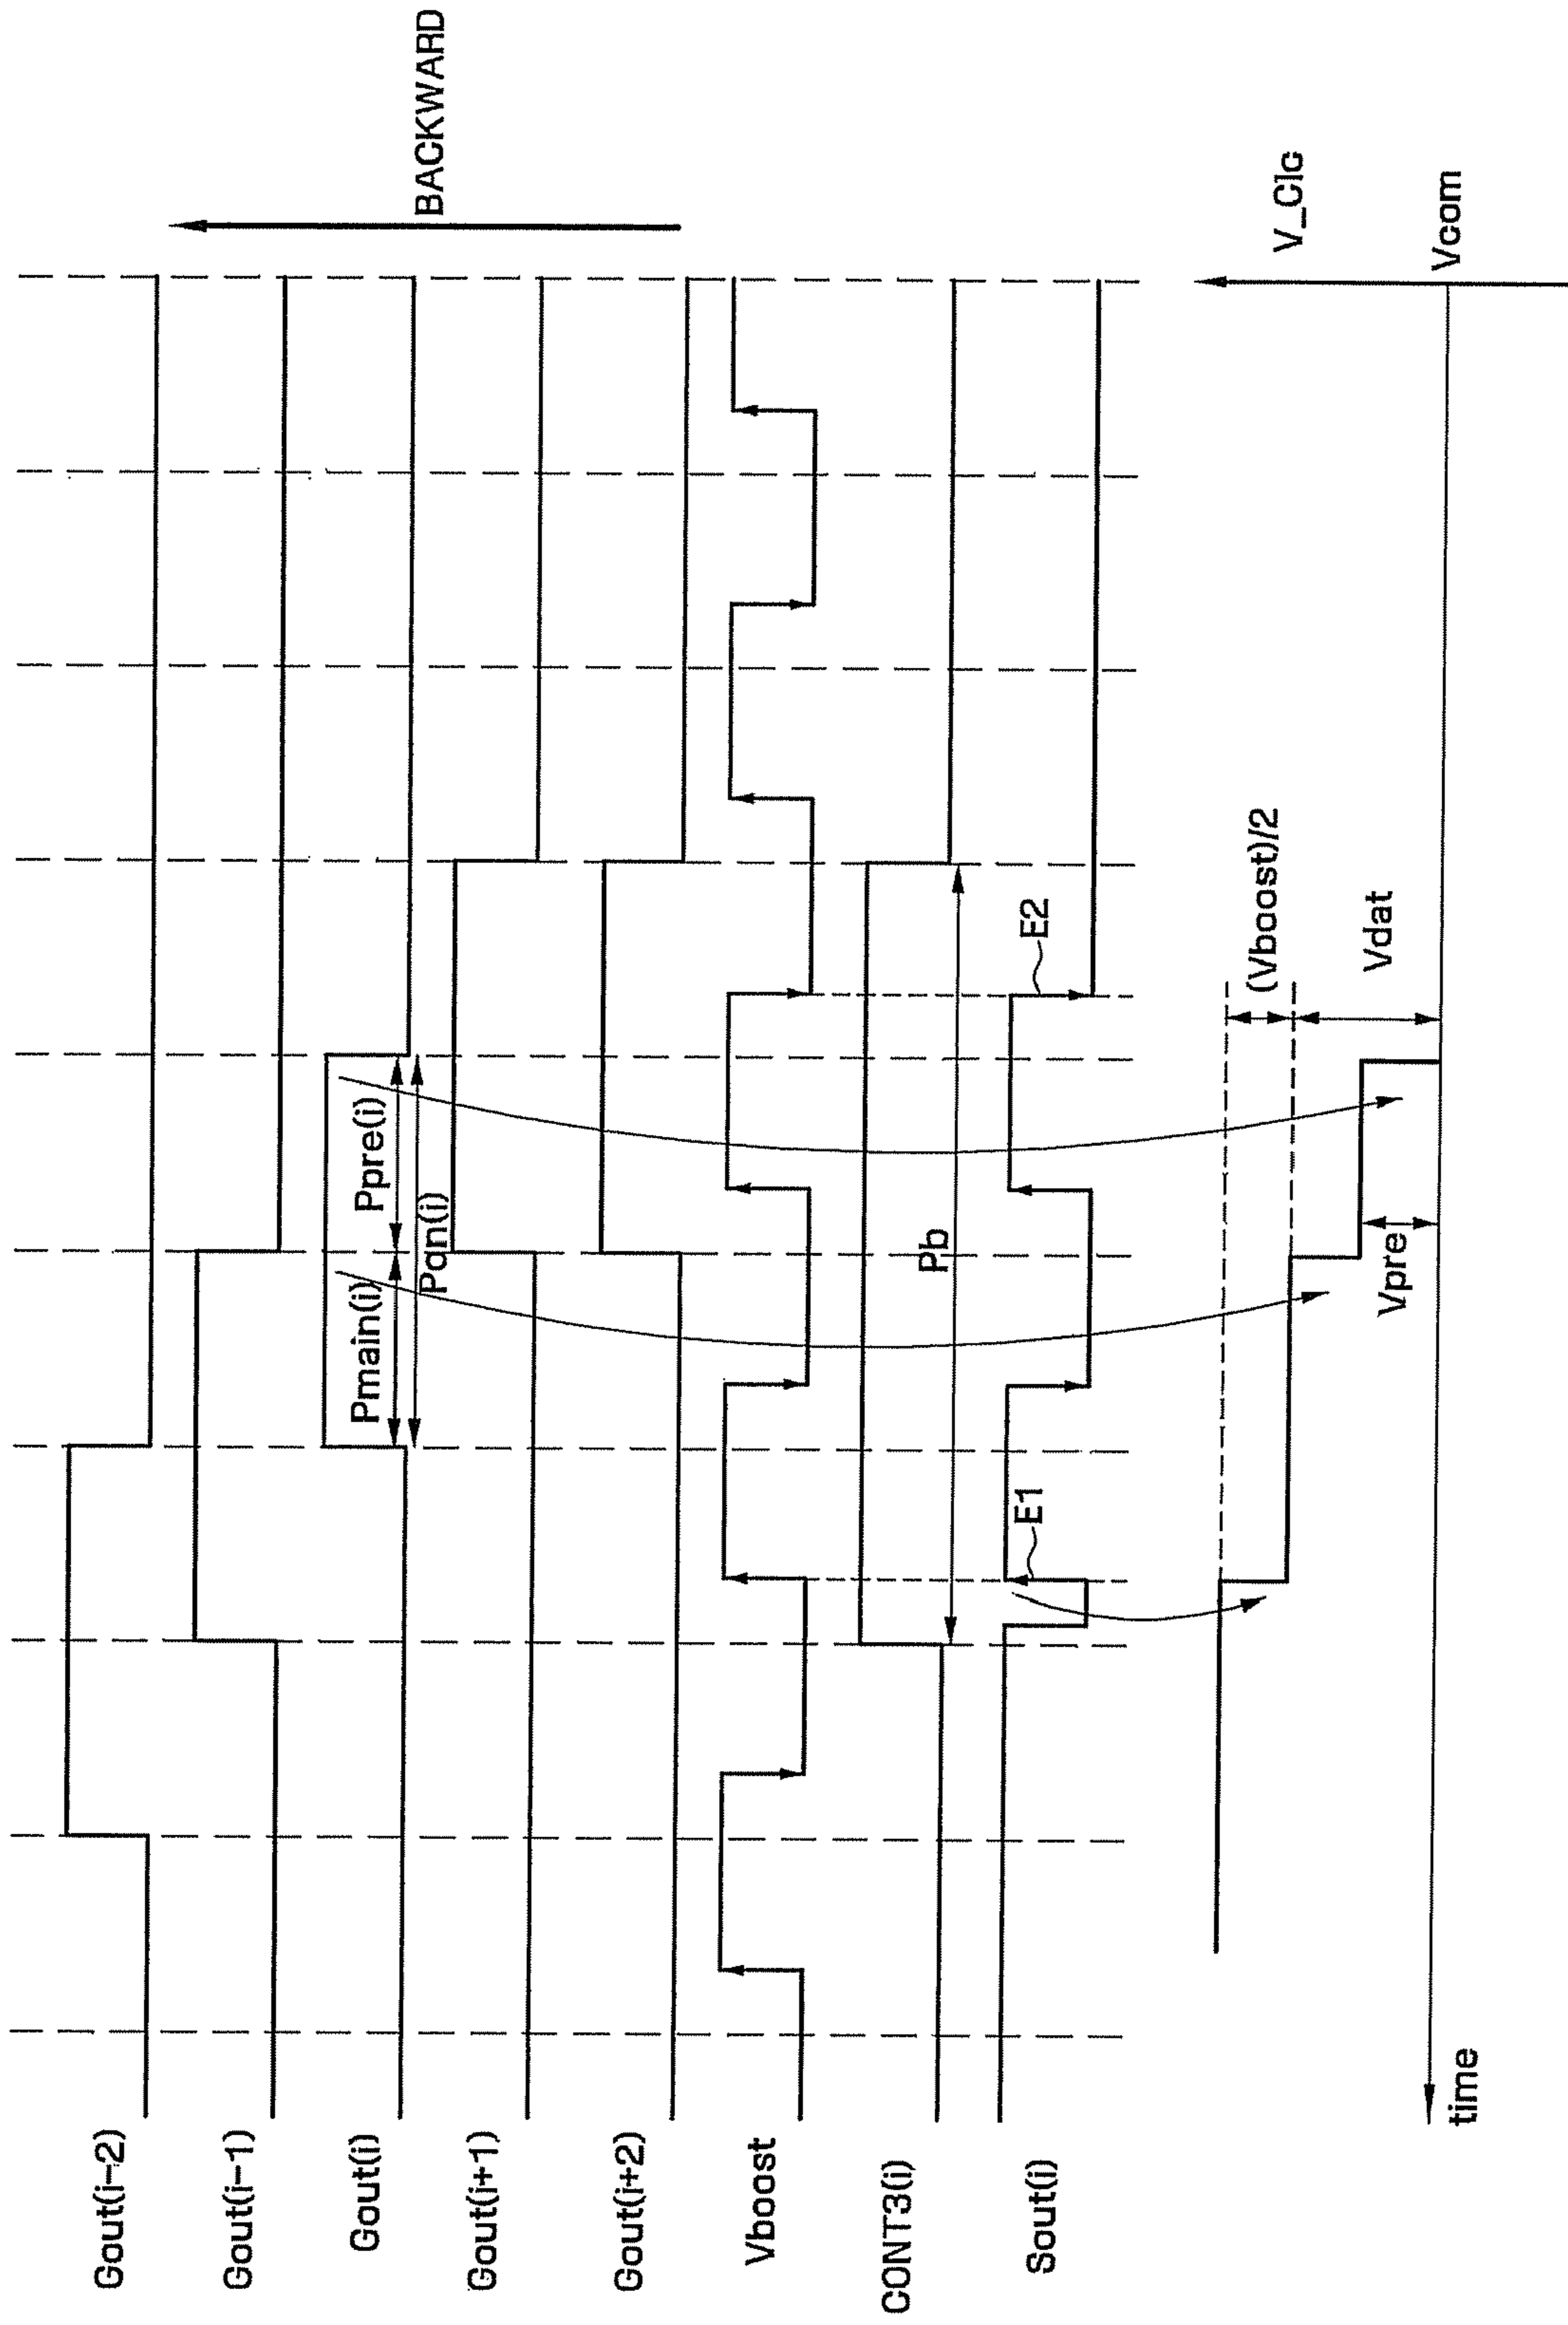 BACKWARD
Gout(i-2)
Gout(i-1)
Gout(i)
Pmain(i)
Ppre(i)
Pon(i)
Gout(i+1)
Gout(i+2)
Vboost
CONT3(i)
Pb
Sout(i)
E1
E2
V_Clc
(Vboost)/2
Vdat
Vpre
Vcom
time